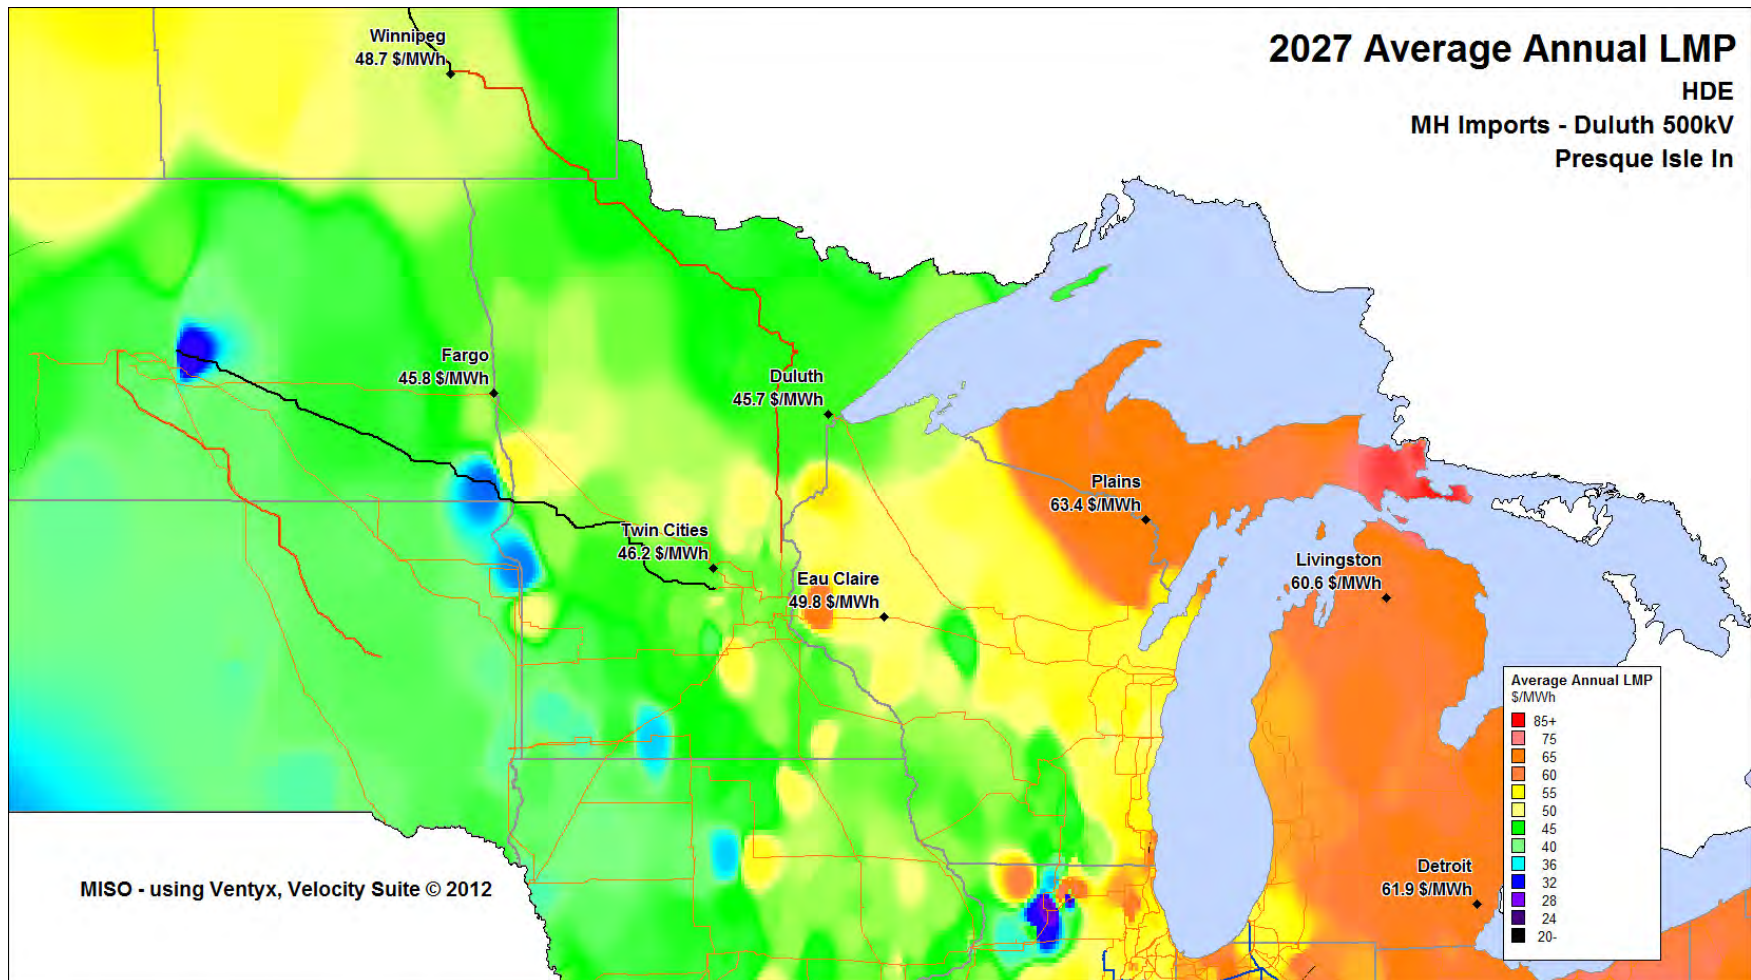 2027 Average Annual LMP
HDE
MH Imports - Duluth 500kV
Presque Isle In
Winnipeg
48.7 $/MWh
Fargo
45.8 $/MWh
Duluth
45.7 $/MWh
Plains
63.4 $/MWh
Twin Cities
46.2 $/MWh
Eau Claire
49.8 $/MWh
Livingston
60.6 $/MWh
Detroit
61.9 $/MWh
Average Annual LMP
$/MWh
85+
75
65
60
55
50
45
40
36
32
28
24
20-
MISO - using Ventyx, Velocity Suite © 2012